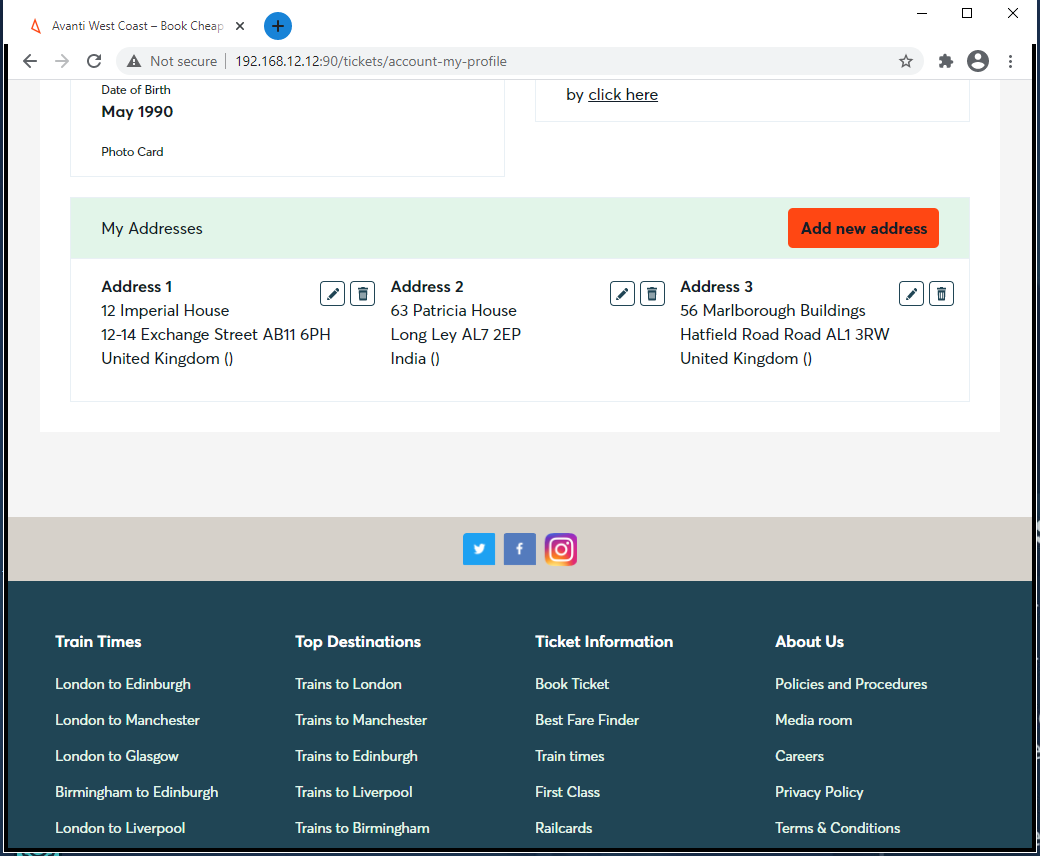 Avanti West Coast – Book Cheap
Not secure
192.168.12.12:90/tickets/account-my-profile
Date of Birth
May 1990
Photo Card
by click here
My Addresses
Add new address
Address 1
12 Imperial House
12-14 Exchange Street AB11 6PH
United Kingdom ()
Address 2
63 Patricia House
Long Ley AL7 2EP
India ()
Address 3
56 Marlborough Buildings
Hatfield Road Road AL1 3RW
United Kingdom ()
Train Times
London to Edinburgh
London to Manchester
London to Glasgow
Birmingham to Edinburgh
London to Liverpool
Top Destinations
Trains to London
Trains to Manchester
Trains to Edinburgh
Trains to Liverpool
Trains to Birmingham
Ticket Information
Book Ticket
Best Fare Finder
Train times
First Class
Railcards
About Us
Policies and Procedures
Media room
Careers
Privacy Policy
Terms & Conditions